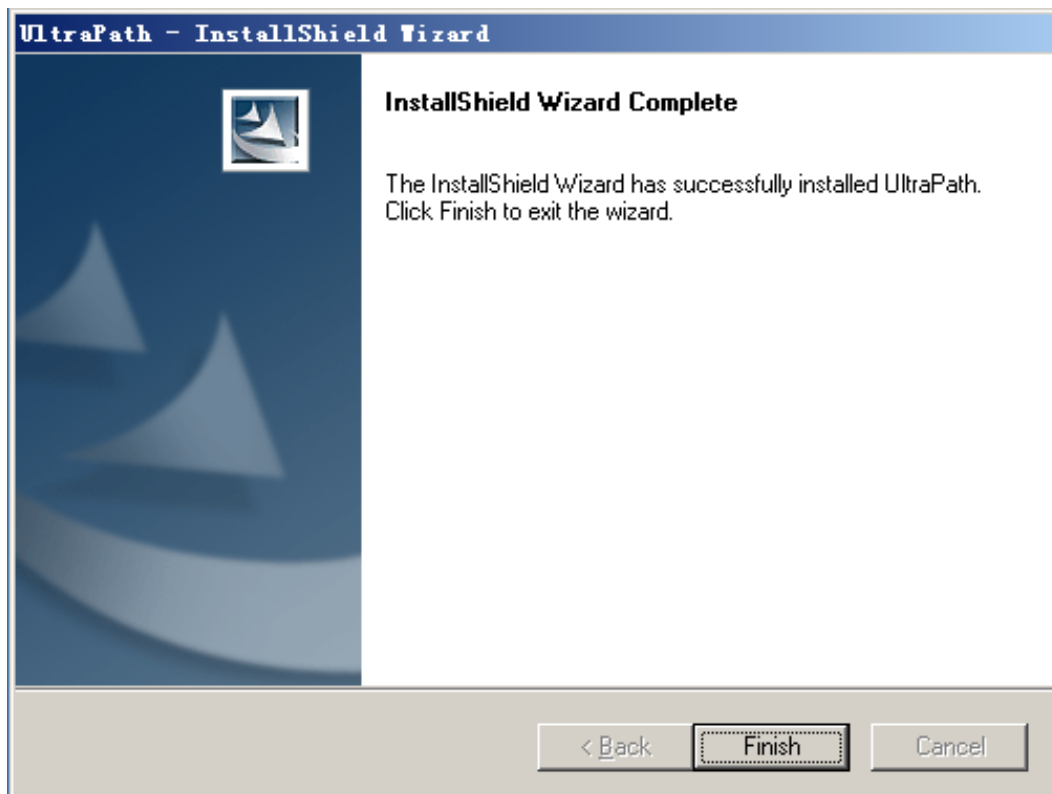 UltraPath - InstallShield Wizard
InstallShield Wizard Complete
The InstallShield Wizard has successfully installed UltraPath.
Click Finish to exit the wizard.
< Back
Finish
Cancel